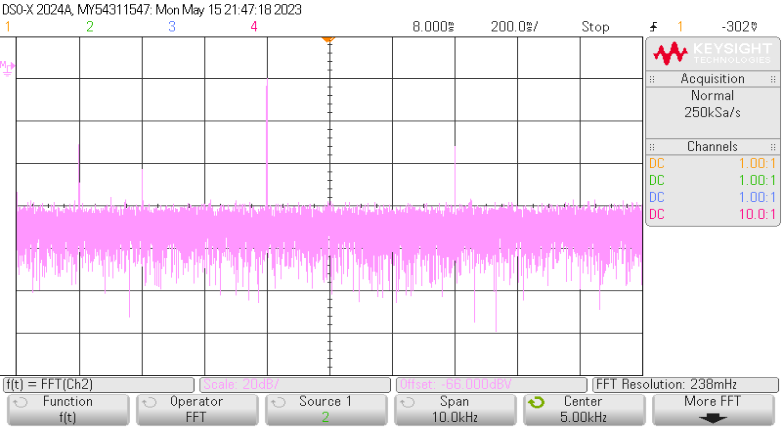 DSO-X 2024A, MY54311547: Mon May 15 21:47:18 2023
1 2 3 4 8.000s 200.0s/ Stop 1 -302V
M
KEYSIGHT
TECHNOLOGIES
Acquisition
Normal
250kSa/s
Channels
DC 1.00:1
DC 1.00:1
DC 1.00:1
DC 10.0:1
f(t) = FFT(Ch2) Scale: 20dB/ Offset: -66.000dBV FFT Resolution: 238mHz
Function Operator Source 1 Span Center More FFT
f(t) FFT 2 10.0kHz 5.00kHz